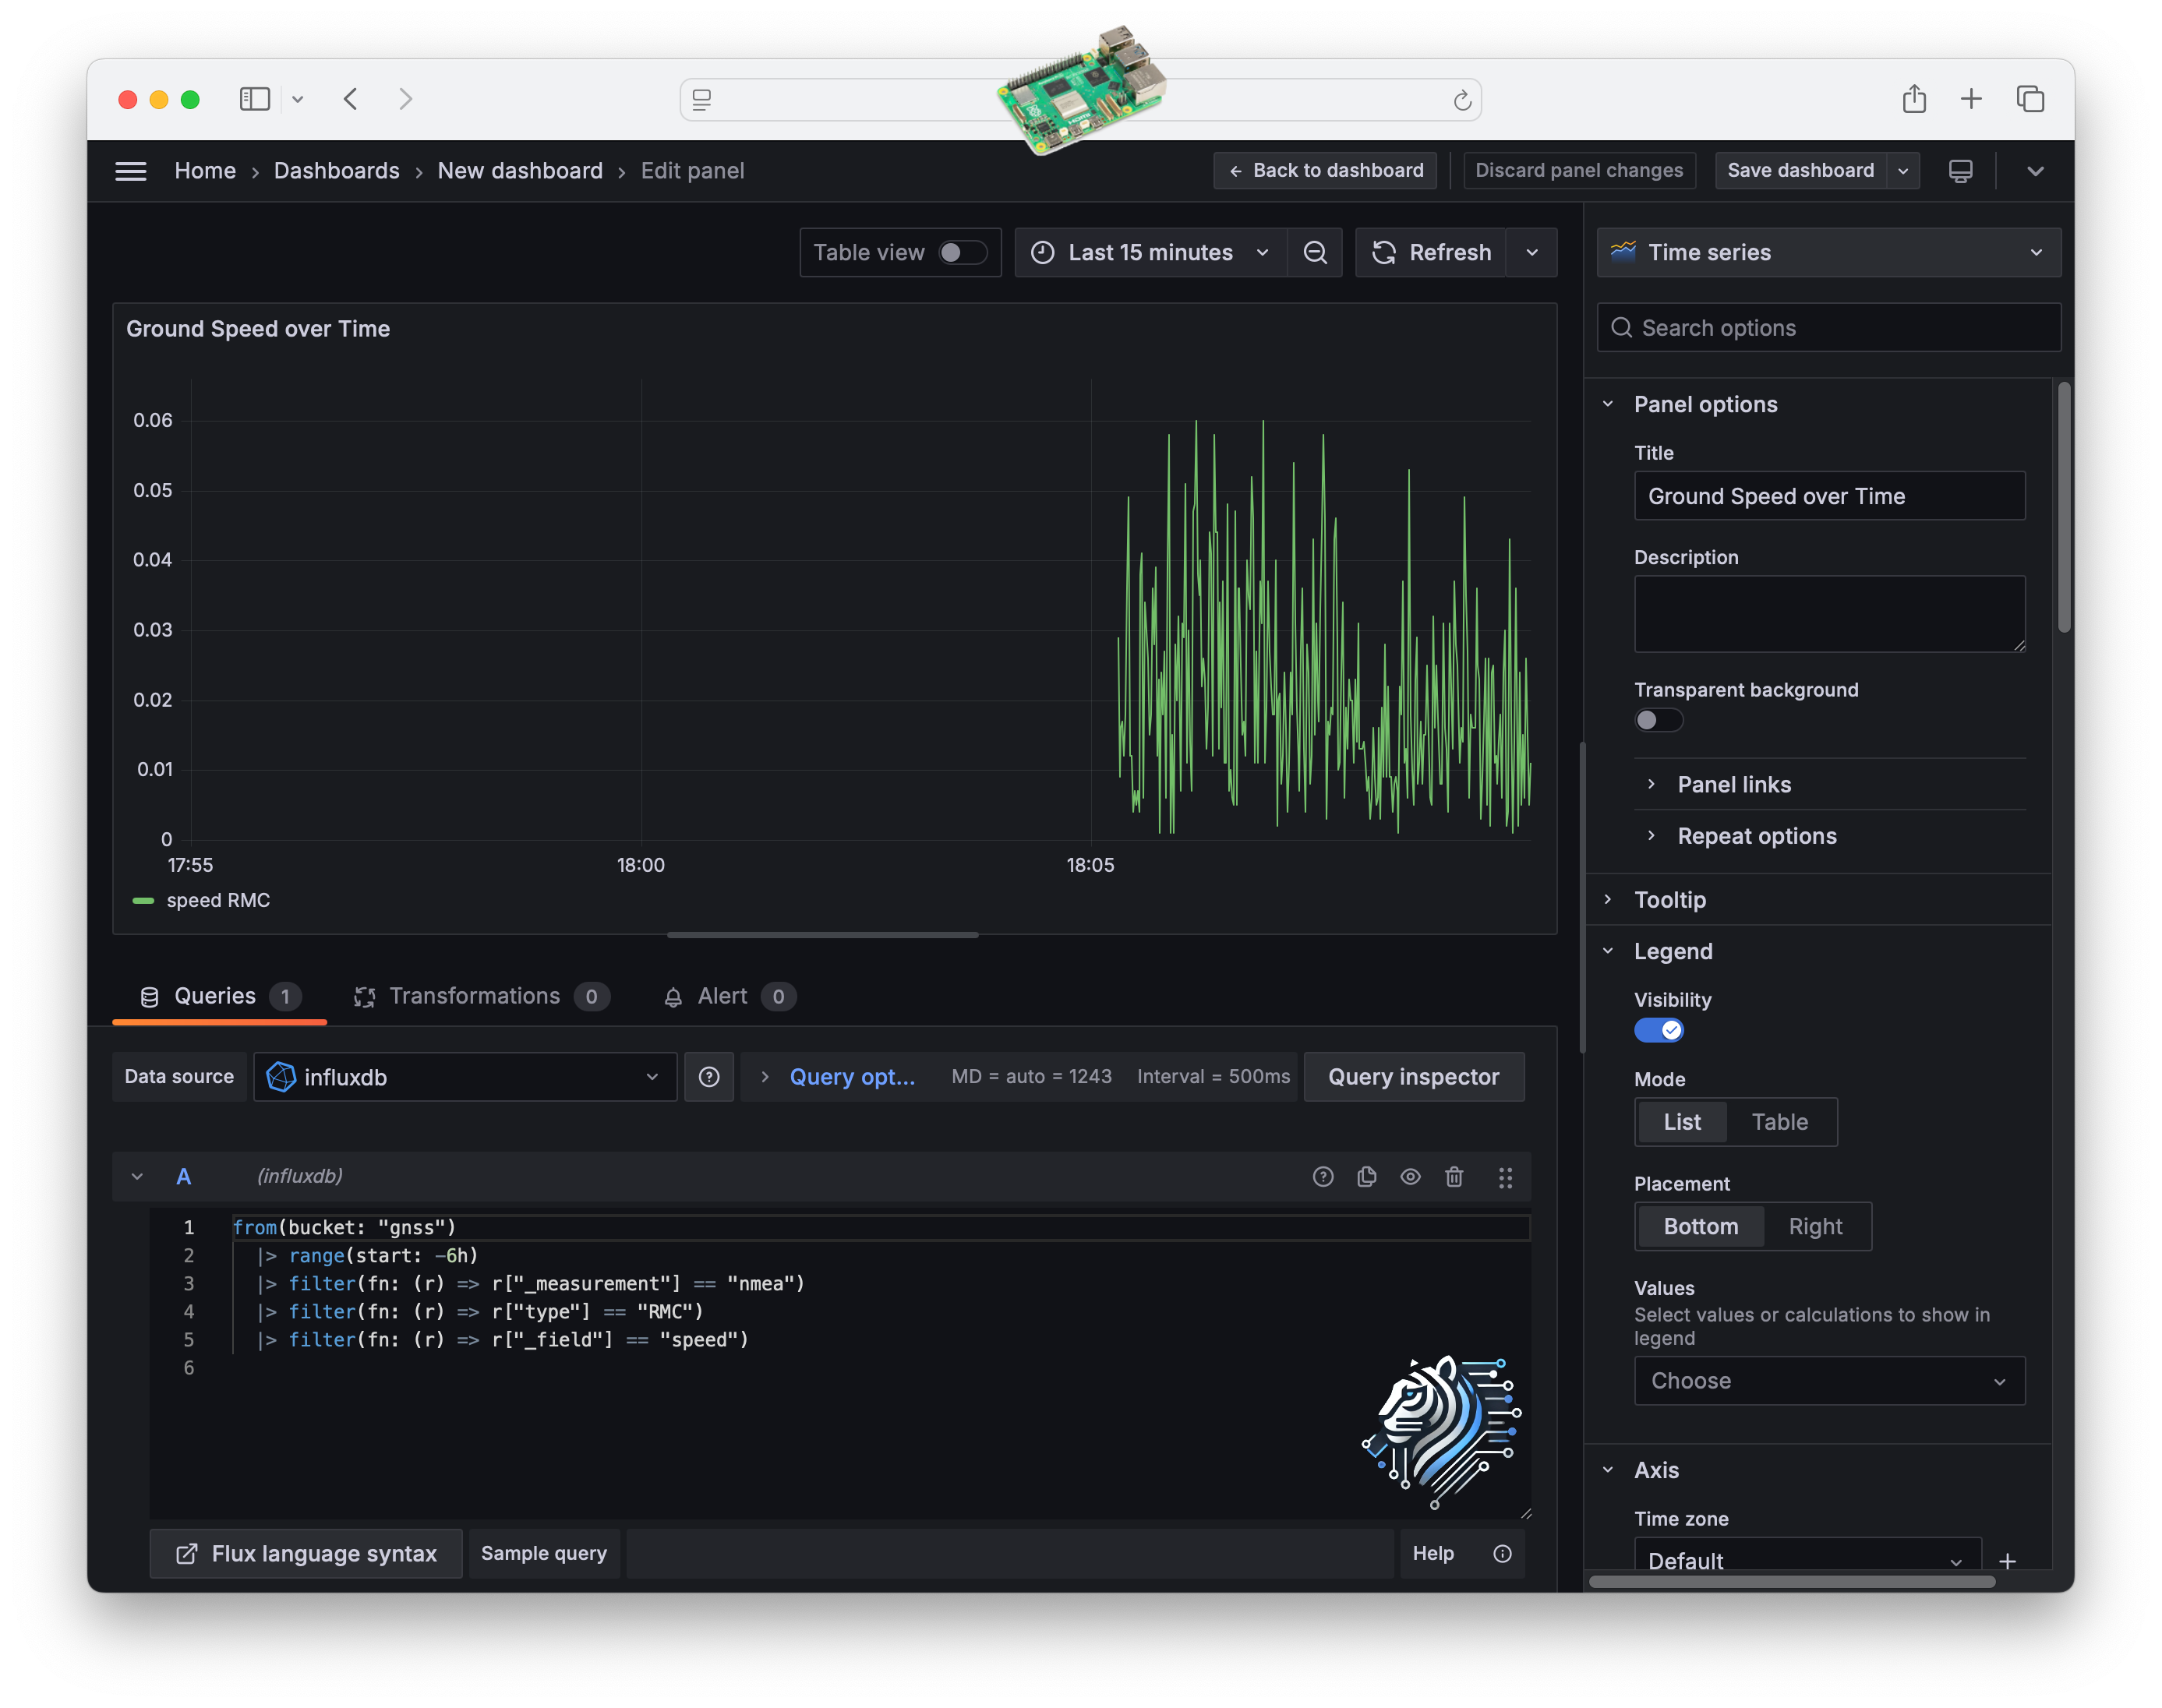 Home › Dashboards › New dashboard › Edit panel
Back to dashboard
Discard panel changes
Save dashboard
Table view
Last 15 minutes
Refresh
Time series
Ground Speed over Time
0.06
0.05
0.04
0.03
0.02
0.01
0
17:55 18:00 18:05
speed RMC
Search options
Panel options
Title
Ground Speed over Time
Description
Transparent background
Panel links
Repeat options
Tooltip
Legend
Visibility
Mode
List Table
Placement
Bottom Right
Values
Select values or calculations to show in
legend
Choose
Axis
Time zone
Default
Queries 1 Transformations 0 Alert 0
Data source influxdb Query opt... MD = auto = 1243 Interval = 500ms Query inspector
A (influxdb)
1 from(bucket: "gnss")
2 |> range(start: -6h)
3 |> filter(fn: (r) => r["_measurement"] == "nmea")
4 |> filter(fn: (r) => r["type"] == "RMC")
5 |> filter(fn: (r) => r["_field"] == "speed")
6
Flux language syntax Sample query Help